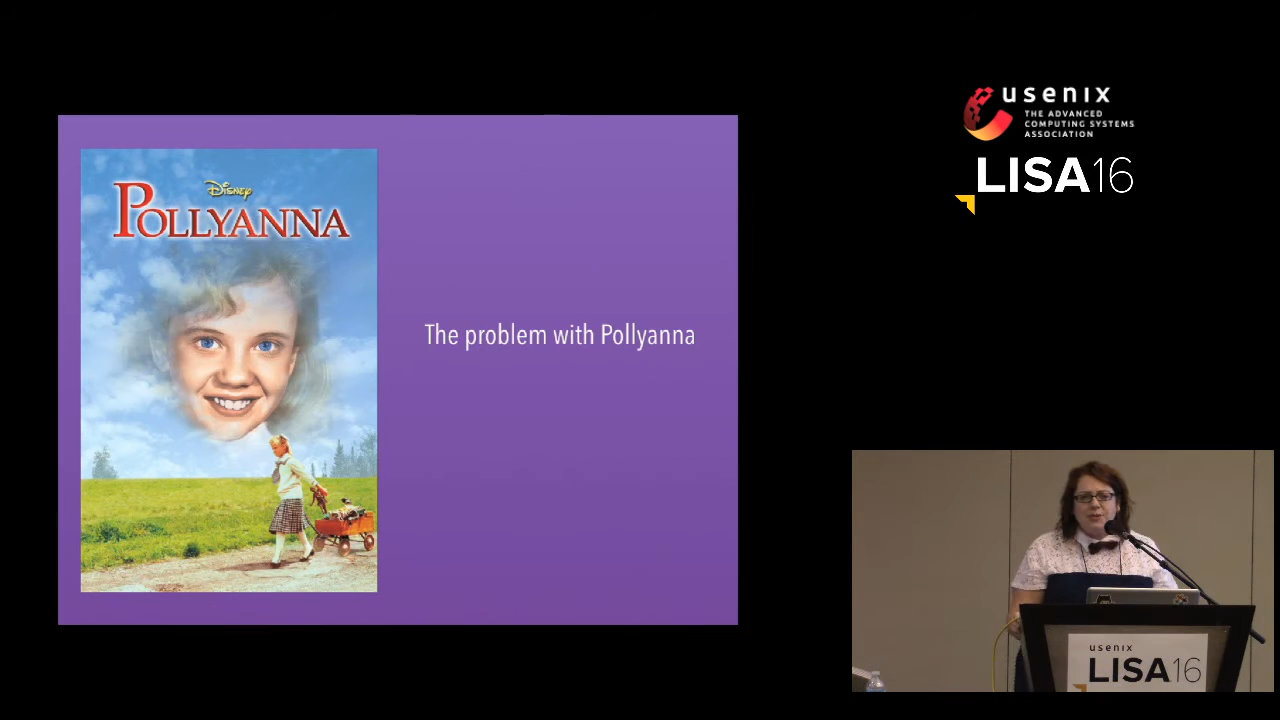 Disney
POLLYANNA
The problem with Pollyanna
usenix
THE ADVANCED
COMPUTING SYSTEMS
ASSOCIATION
LISA16
usenix
LISA16